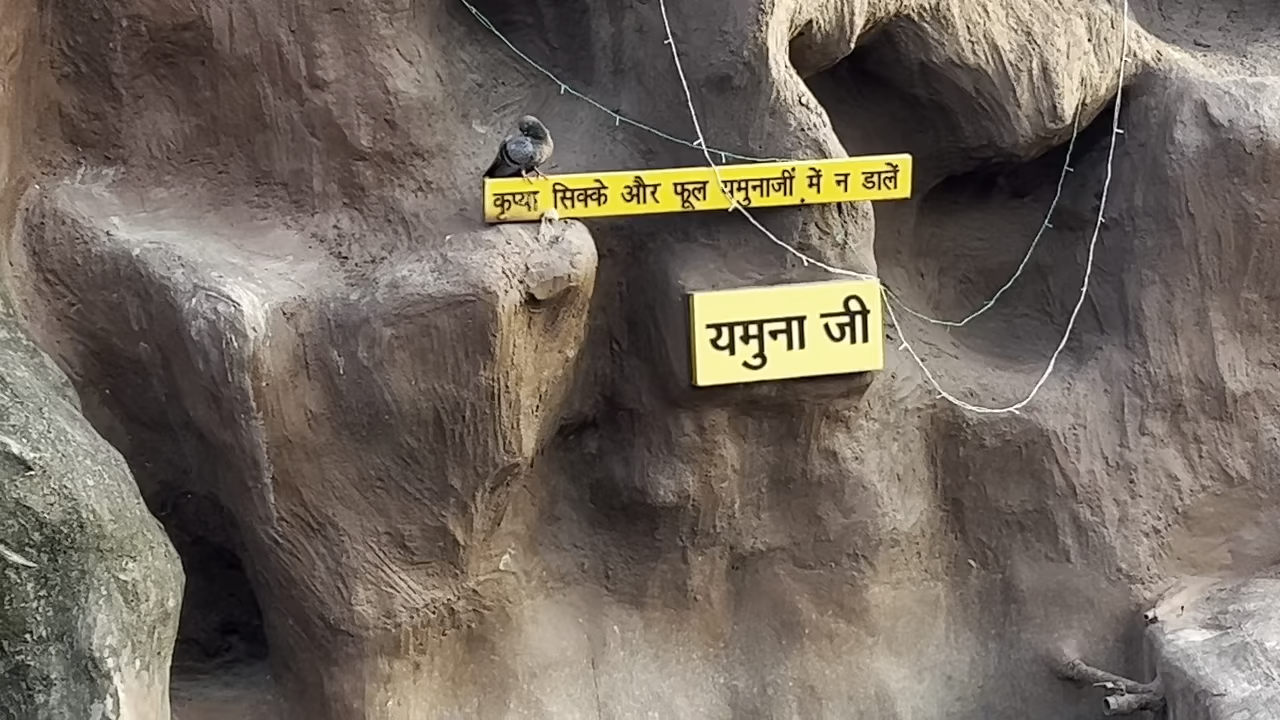 कृप्या सिक्के और फूल यमुनाजीं में न डालें
यमुना जी